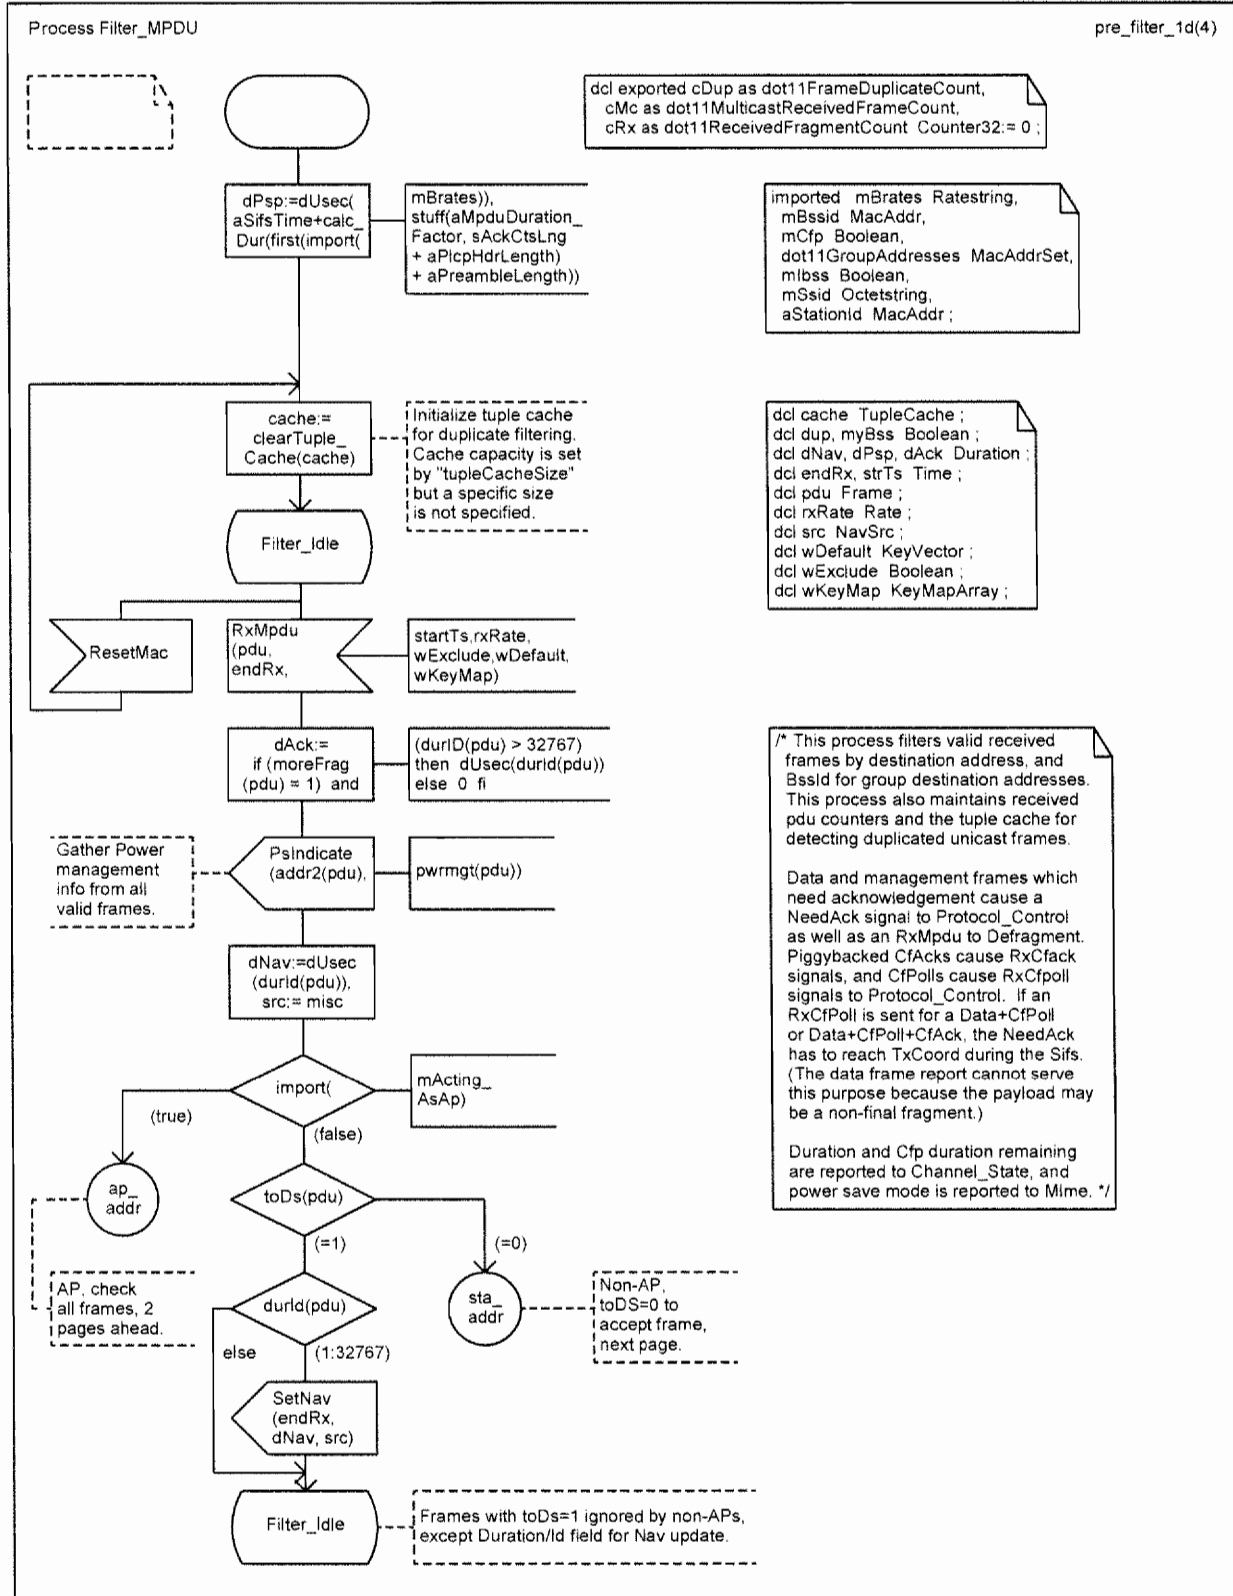 Process Filter_MPDU
pre_filter_1d(4)
dcl exported cDup as dot11FrameDuplicateCount,
cMc as dot11MulticastReceivedFrameCount,
cRx as dot11ReceivedFragmentCount Counter32:= 0 ;
dPsp:=dUsec(
aSifsTime+calc_
Dur(first(import(
mBrates)),
stuff(aMpduDuration_
Factor, sAckCtsLng
+ aPlcpHdrLength)
+ aPreambleLength))
imported mBrates Ratestring,
mBssid MacAddr,
mCfp Boolean,
dot11GroupAddresses MacAddrSet,
mIbss Boolean,
mSsid Octetstring,
aStationId MacAddr ;
cache:=
clearTuple_
Cache(cache)
Initialize tuple cache
for duplicate filtering.
Cache capacity is set
by "tupleCacheSize"
but a specific size
is not specified.
dcl cache TupleCache ;
dcl dup, myBss Boolean ;
dcl dNav, dPsp, dAck Duration ;
dcl endRx, strTs Time ;
dcl pdu Frame ;
dcl rxRate Rate ;
dcl src NavSrc ;
dcl wDefault KeyVector ;
dcl wExclude Boolean ;
dcl wKeyMap KeyMapArray ;
Filter_Idle
ResetMac
RxMpdu
(pdu,
endRx,
startTs,rxRate,
wExclude,wDefault,
wKeyMap)
dAck:=
if (moreFrag
(pdu) = 1) and
(durID(pdu) > 32767)
then dUsec(durId(pdu))
else 0 fi
/* This process filters valid received
frames by destination address, and
BssId for group destination addresses.
This process also maintains received
pdu counters and the tuple cache for
detecting duplicated unicast frames.
Data and management frames which
need acknowledgement cause a
NeedAck signal to Protocol_Control
as well as an RxMpdu to Defragment.
Piggybacked CfAcks cause RxCfack
signals, and CfPolls cause RxCfpoll
signals to Protocol_Control. If an
RxCfPoll is sent for a Data+CfPoll
or Data+CfPoll+CfAck, the NeedAck
has to reach TxCoord during the Sifs.
(The data frame report cannot serve
this purpose because the payload may
be a non-final fragment.)
Duration and Cfp duration remaining
are reported to Channel_State, and
power save mode is reported to Mlme. */
Gather Power
management
info from all
valid frames.
PsIndicate
(addr2(pdu),
pwrmgt(pdu))
dNav:=dUsec
(durId(pdu)),
src:= misc
import(
mActing_
AsAp)
(true)
(false)
ap_
addr
toDs(pdu)
(=1)
(=0)
AP, check
all frames, 2
pages ahead.
durId(pdu)
sta_
addr
Non-AP,
toDS=0 to
accept frame,
next page.
else
(1:32767)
SetNav
(endRx,
dNav, src)
Filter_Idle
Frames with toDs=1 ignored by non-APs,
except Duration/Id field for Nav update.